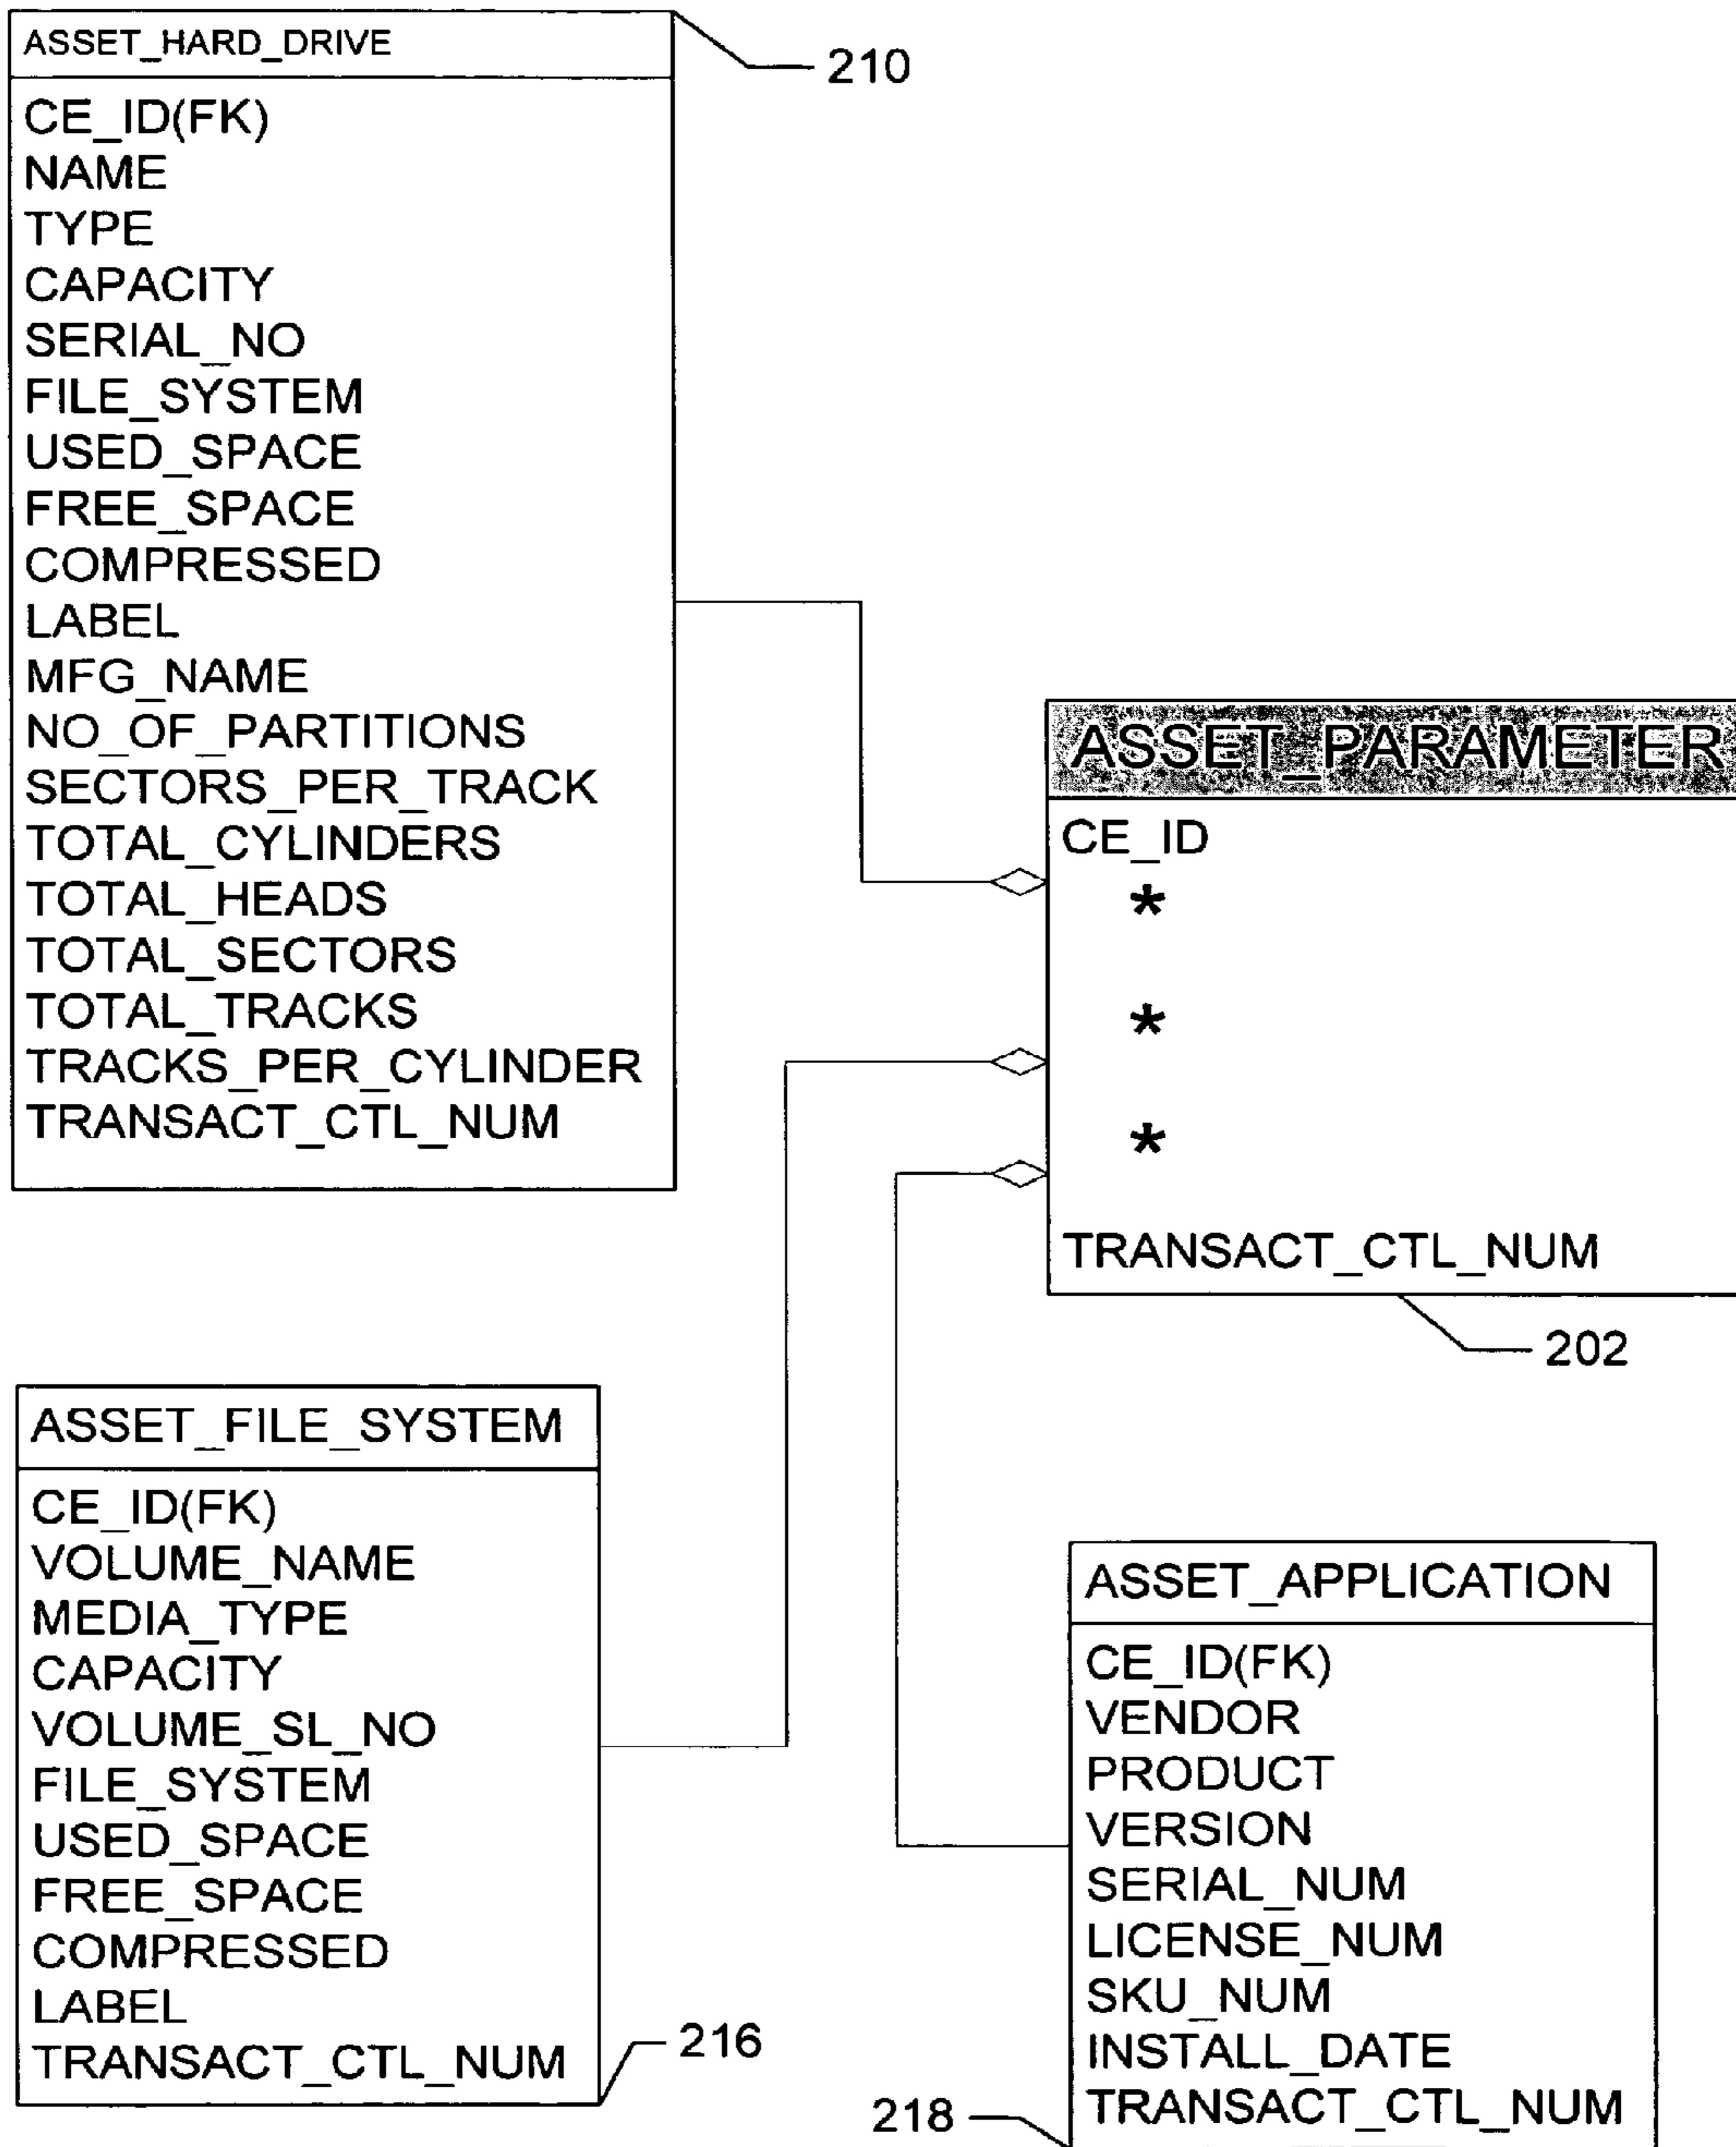 ASSET_HARD_DRIVE
210
CE_ID(FK)
NAME
TYPE
CAPACITY
SERIAL_NO
FILE_SYSTEM
USED_SPACE
FREE_SPACE
COMPRESSED
LABEL
MFG_NAME
NO_OF_PARTITIONS
SECTORS_PER_TRACK
TOTAL_CYLINDERS
TOTAL_HEADS
TOTAL_SECTORS
TOTAL_TRACKS
TRACKS_PER_CYLINDER
TRANSACT_CTL_NUM
ASSET_PARAMETER
CE_ID
*
*
*
TRANSACT_CTL_NUM
202
ASSET_FILE_SYSTEM
CE_ID(FK)
VOLUME_NAME
MEDIA_TYPE
CAPACITY
VOLUME_SL_NO
FILE_SYSTEM
USED_SPACE
FREE_SPACE
COMPRESSED
LABEL
TRANSACT_CTL_NUM
216
ASSET_APPLICATION
CE_ID(FK)
VENDOR
PRODUCT
VERSION
SERIAL_NUM
LICENSE_NUM
SKU_NUM
INSTALL_DATE
TRANSACT_CTL_NUM
218